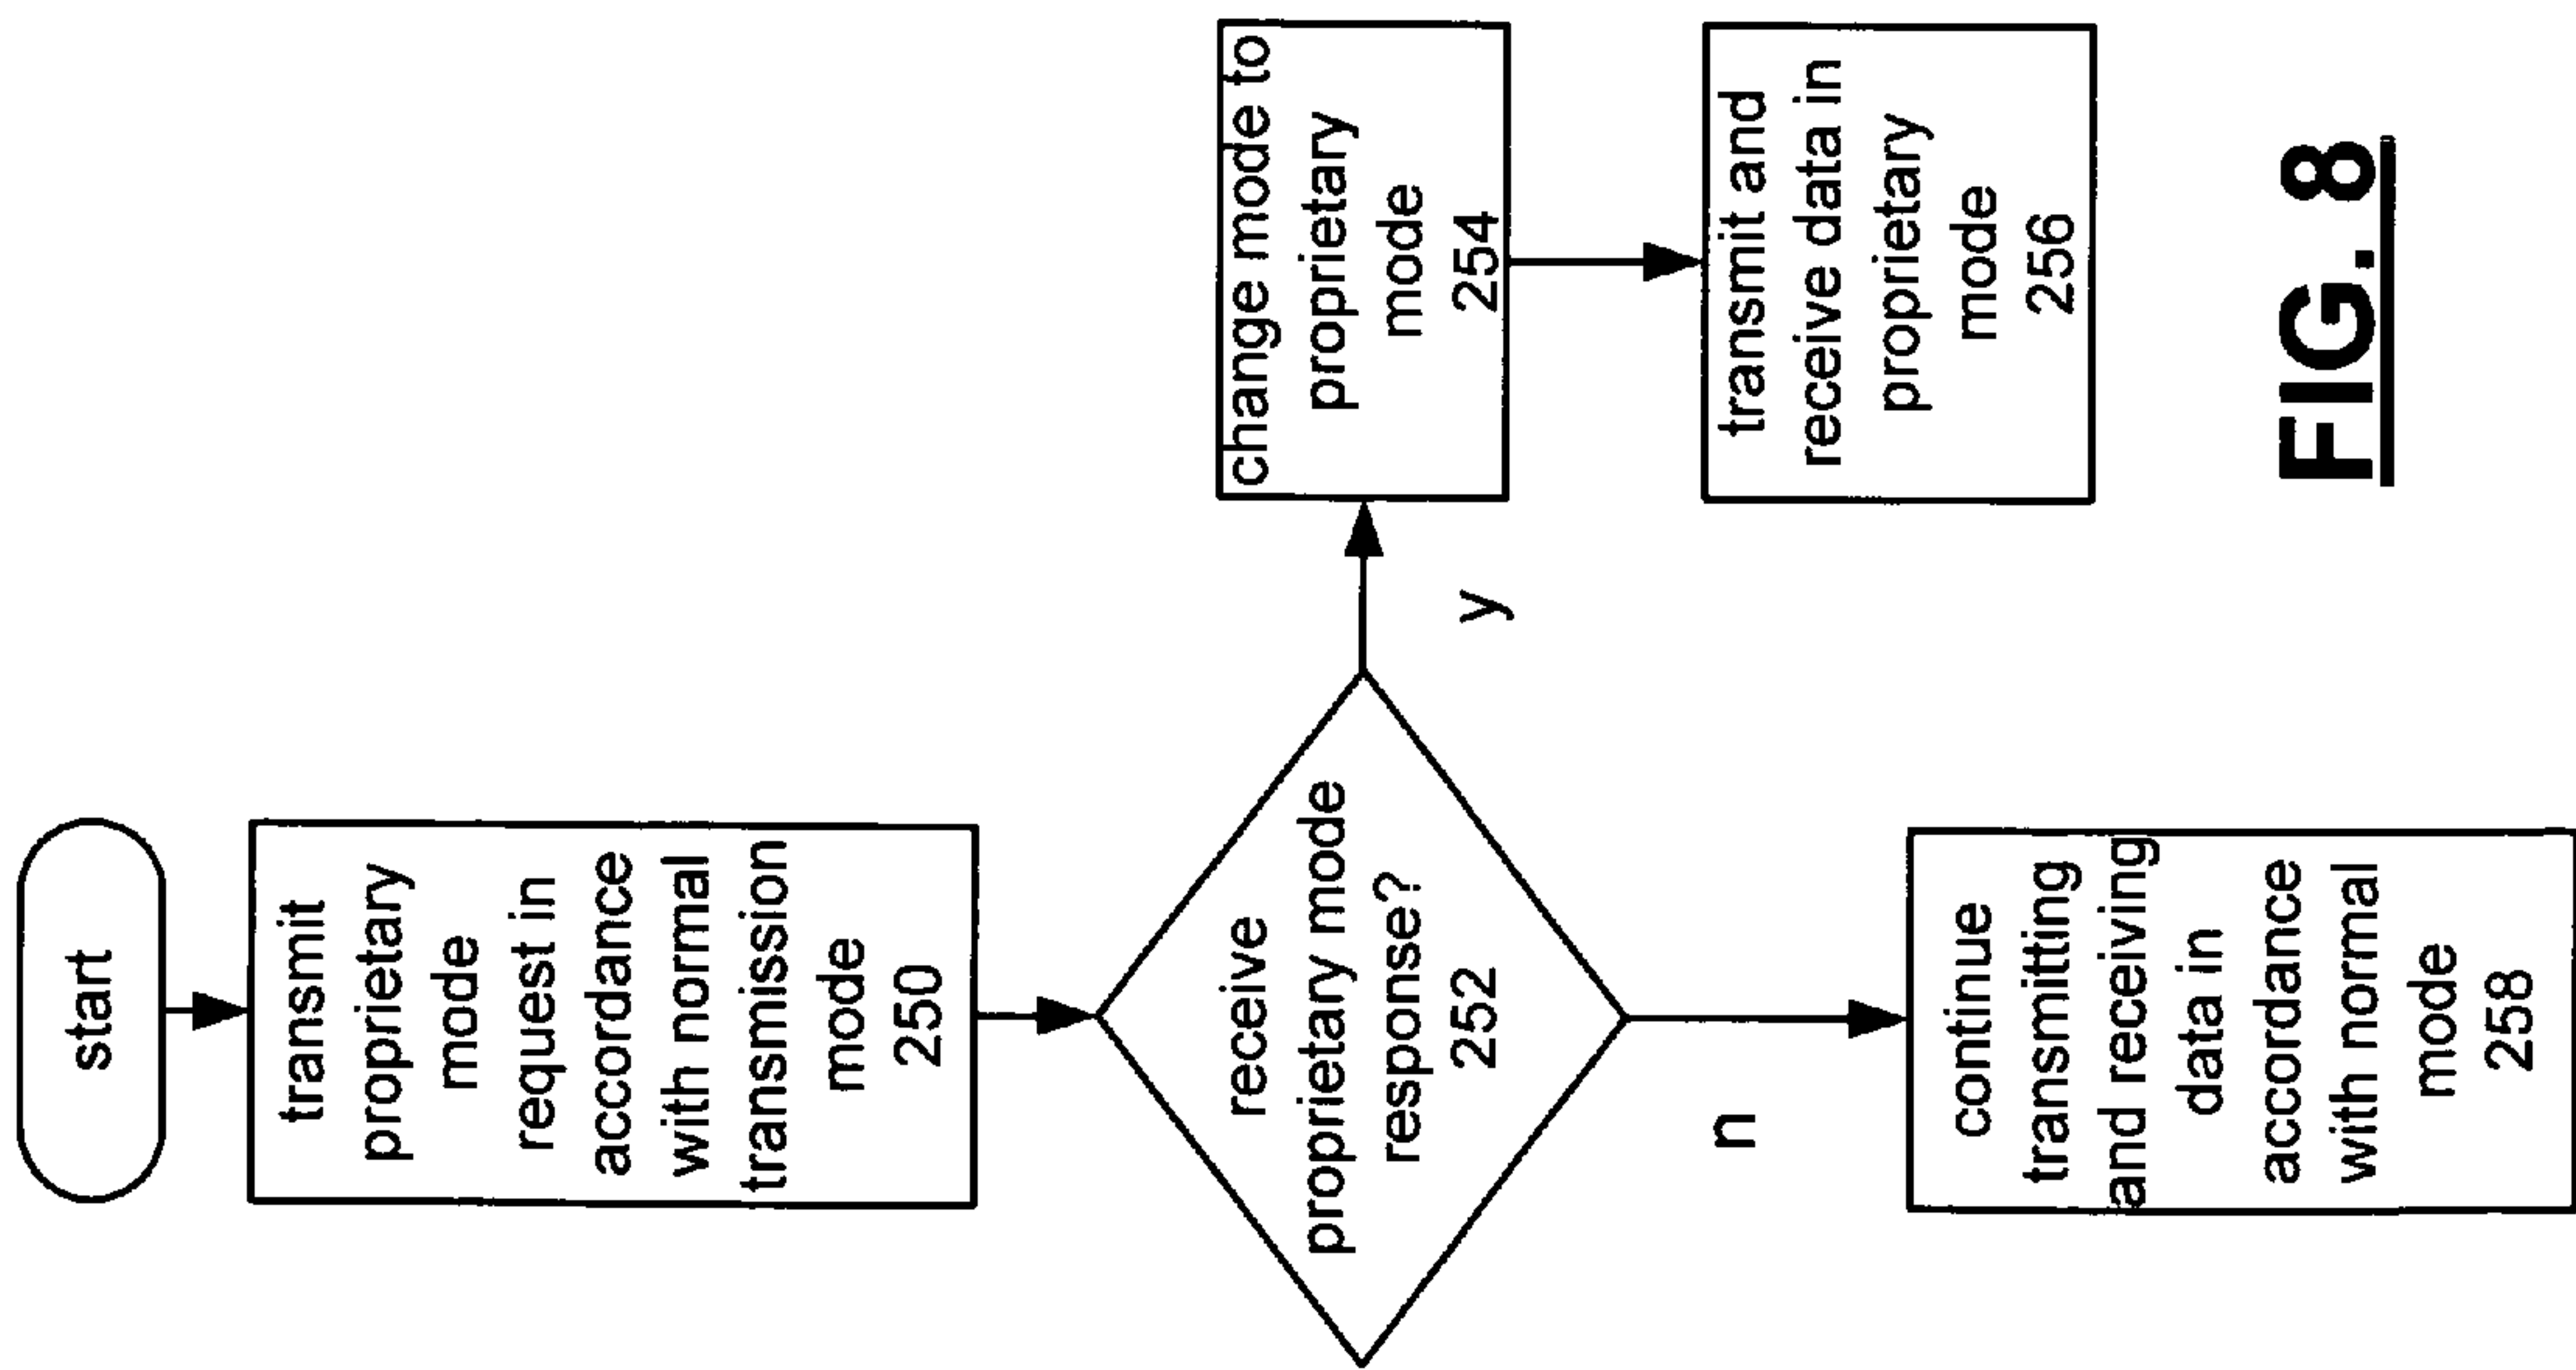 start
transmit
proprietary
mode
request in
accordance
with normal
transmission
mode
250
receive
proprietary mode
response?
252
y
change mode to
proprietary
mode
254
transmit and
receive data in
proprietary
mode
256
n
continue
transmitting
and receiving
data in
accordance
with normal
mode
258
FIG. 8